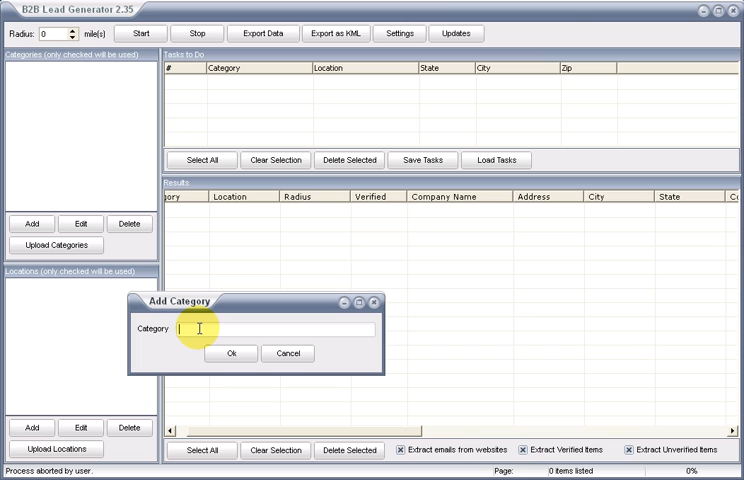 B2B Lead Generator 2.35
Radius: 0 mile(s) Start Stop Export Data Export as KML Settings Updates
Categories (only checked will be used)
Add Edit Delete
Upload Categories
Locations (only checked will be used)
Add Edit Delete
Upload Locations
Tasks to Do
# Category Location State City Zip
Select All Clear Selection Delete Selected Save Tasks Load Tasks
Results
gory Location Radius Verified Company Name Address City State Cc
Add Category
Category
Ok Cancel
Select All Clear Selection Delete Selected Extract emails from websites Extract Verified Items Extract Unverified Items
Process aborted by user. Page: 0 items listed 0%